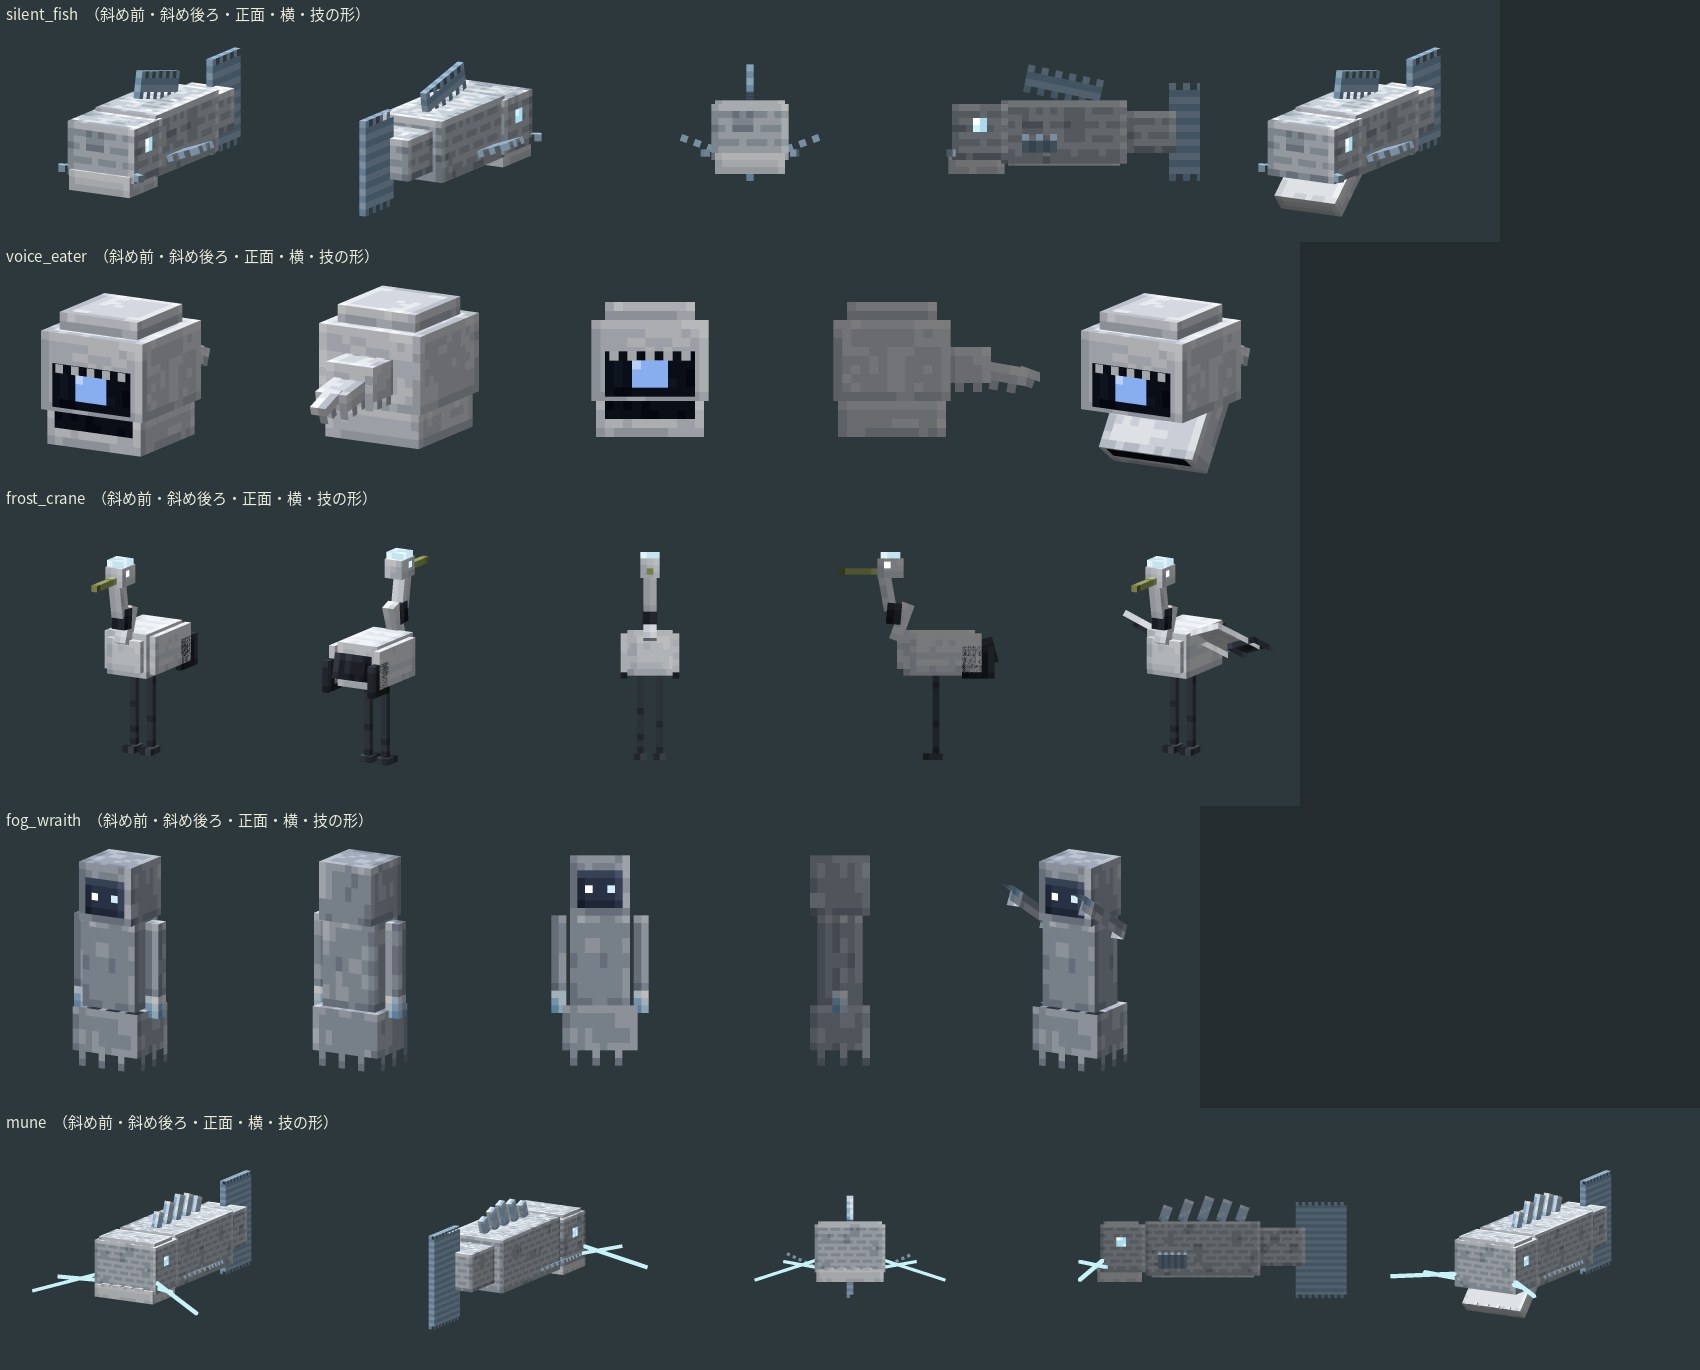 silent_fish （斜め前・斜め後ろ・正面・横・技の形）
voice_eater （斜め前・斜め後ろ・正面・横・技の形）
frost_crane （斜め前・斜め後ろ・正面・横・技の形）
fog_wraith （斜め前・斜め後ろ・正面・横・技の形）
mune （斜め前・斜め後ろ・正面・横・技の形）